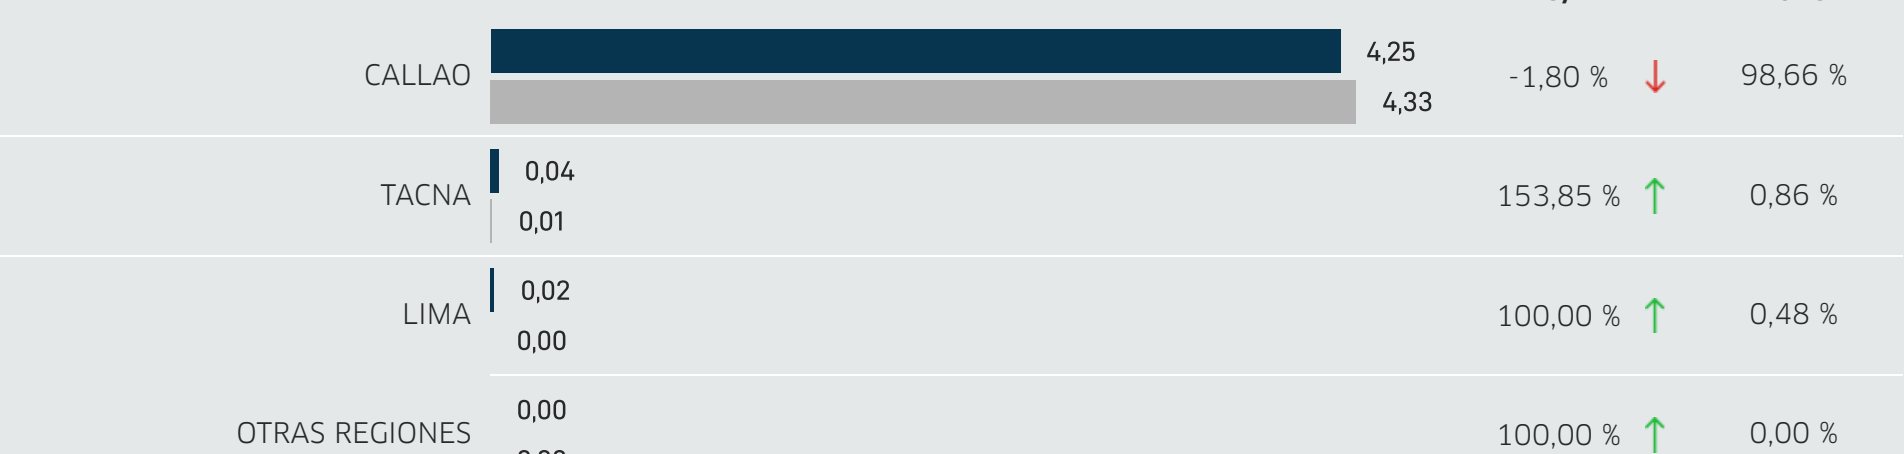 4,25
CALLAO -1,80 % ↓ 98,66 %
4,33
0,04
TACNA 153,85 % ↑ 0,86 %
0,01
0,02
LIMA 100,00 % ↑ 0,48 %
0,00
0,00
OTRAS REGIONES 100,00 % ↑ 0,00 %